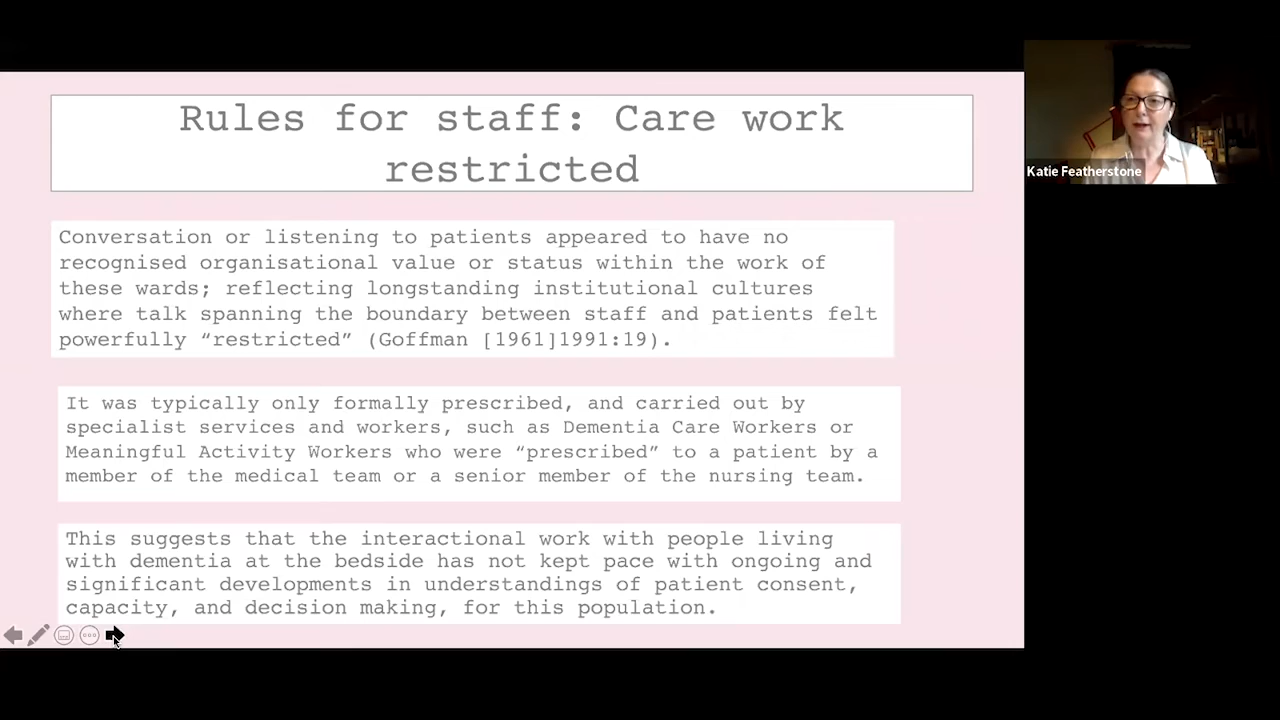 Rules for staff: Care work
restricted
Katie Featherstone
Conversation or listening to patients appeared to have no
recognised organisational value or status within the work of
these wards; reflecting longstanding institutional cultures
where talk spanning the boundary between staff and patients felt
powerfully “restricted” (Goffman [1961]1991:19).
It was typically only formally prescribed, and carried out by
specialist services and workers, such as Dementia Care Workers or
Meaningful Activity Workers who were “prescribed” to a patient by a
member of the medical team or a senior member of the nursing team.
This suggests that the interactional work with people living
with dementia at the bedside has not kept pace with ongoing and
significant developments in understandings of patient consent,
capacity, and decision making, for this population.